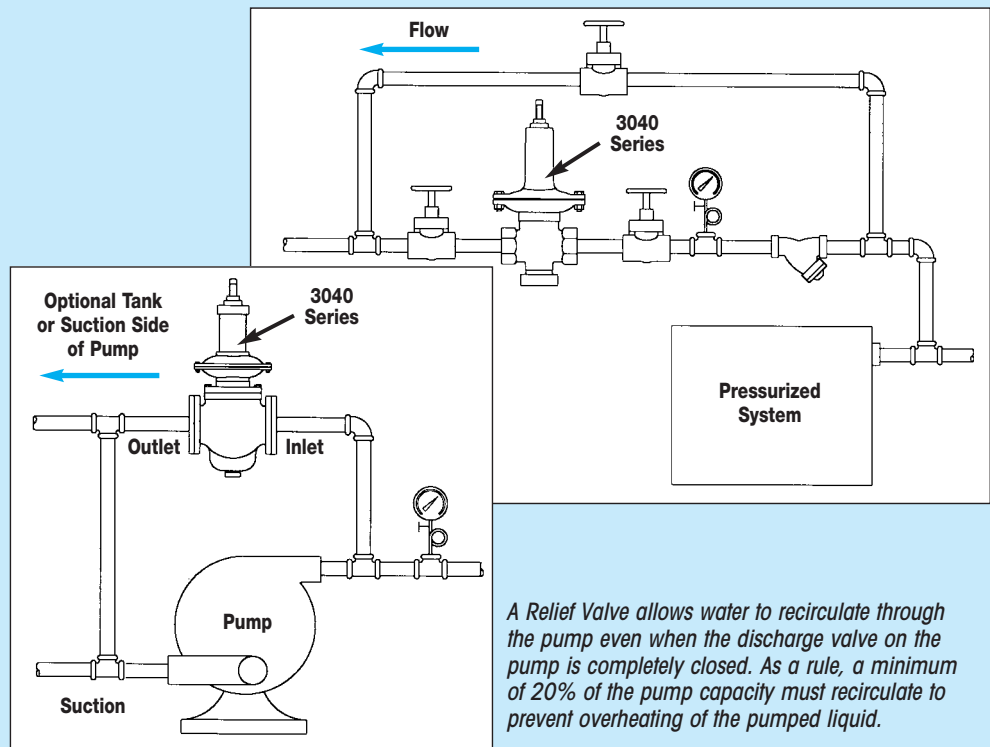 Flow
3040
Series
Pressurized
System
Optional Tank
or Suction Side
of Pump
3040
Series
Outlet
Inlet
Pump
Suction
A Relief Valve allows water to recirculate through
the pump even when the discharge valve on the
pump is completely closed. As a rule, a minimum
of 20% of the pump capacity must recirculate to
prevent overheating of the pumped liquid.